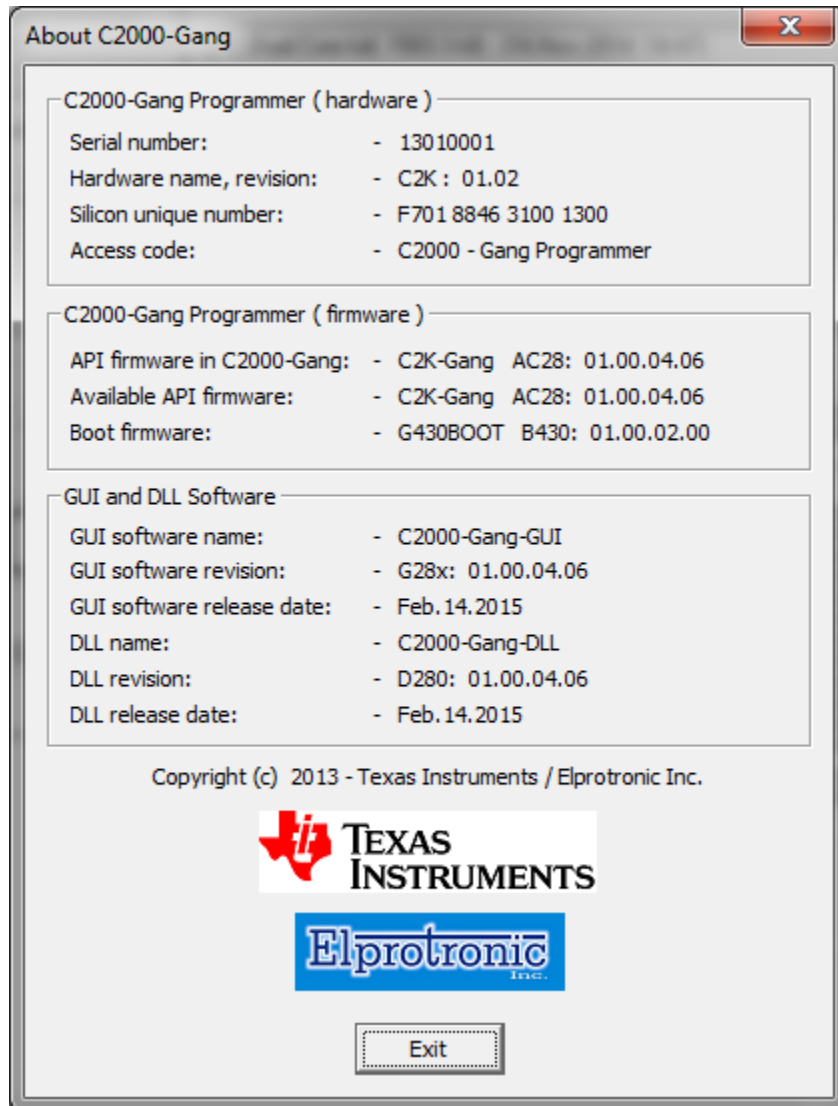 About C2000-Gang
C2000-Gang Programmer ( hardware )
Serial number: - 13010001
Hardware name, revision: - C2K : 01.02
Silicon unique number: - F701 8846 3100 1300
Access code: - C2000 - Gang Programmer
C2000-Gang Programmer ( firmware )
API firmware in C2000-Gang: - C2K-Gang AC28: 01.00.04.06
Available API firmware: - C2K-Gang AC28: 01.00.04.06
Boot firmware: - G430BOOT B430: 01.00.02.00
GUI and DLL Software
GUI software name: - C2000-Gang-GUI
GUI software revision: - G28x: 01.00.04.06
GUI software release date: - Feb.14.2015
DLL name: - C2000-Gang-DLL
DLL revision: - D280: 01.00.04.06
DLL release date: - Feb.14.2015
Copyright (c) 2013 - Texas Instruments / Elprotronic Inc.
TEXAS
INSTRUMENTS
Elprotronic
Inc.
Exit